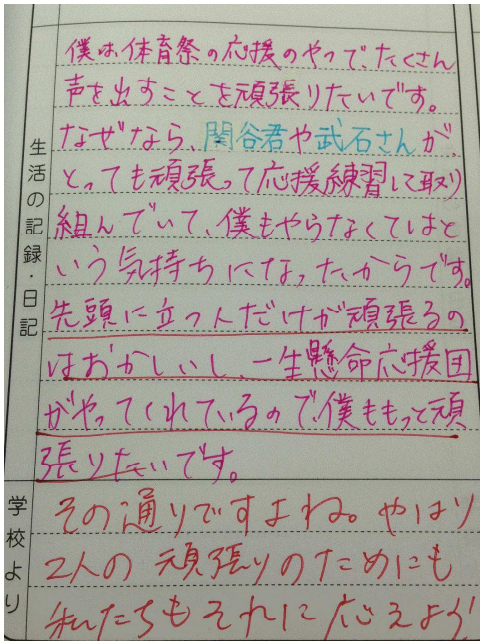 生活の記録・日記
僕は、体育祭の応援のやつで、たくさん
声を出すことを頑張りたいです。
なぜなら、関谷君や武石さんが、
とっても頑張って応援練習して取り
組んでいて、僕もやらなくてはと
いう気持ちになったからです。
先頭に立つ人だけが頑張るの
はおかしいし、一生懸命応援団
がやってくれているので、僕ももっと頑
張りたいです。
学校より
その通りですよね。やはり
2人の頑張りのためにも
私たちもそれに応えよう